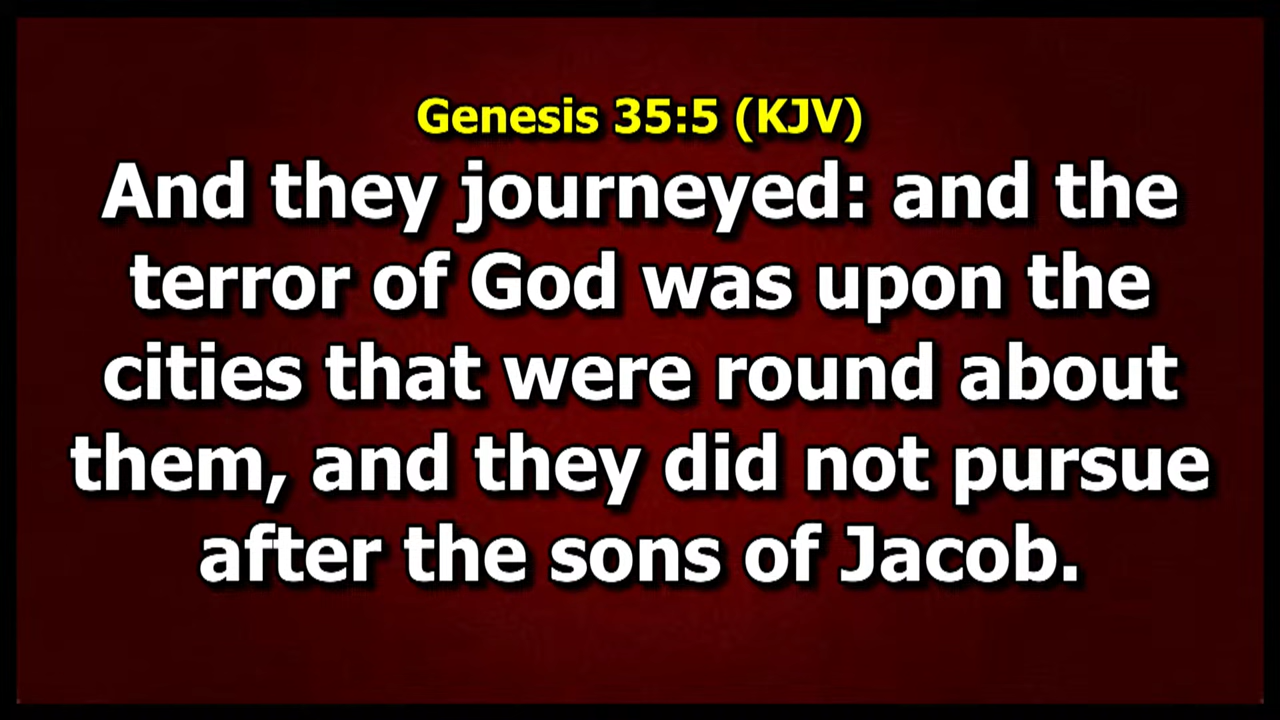 Genesis 35:5 (KJV)
And they journeyed: and the
terror of God was upon the
cities that were round about
them, and they did not pursue
after the sons of Jacob.